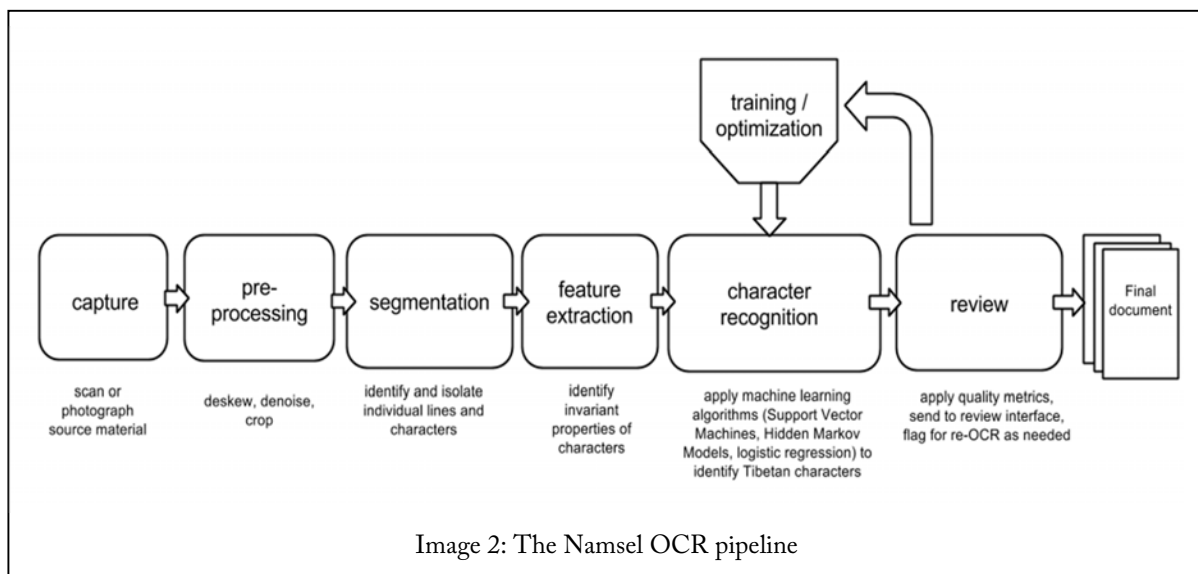 training /
optimization
capture
pre-
processing
segmentation
feature
extraction
character
recognition
review
Final
document
scan or
photograph
source material
deskew, denoise,
crop
identify and isolate
individual lines and
characters
identify
invariant
properties of
characters
apply machine learning
algorithms (Support Vector
Machines, Hidden Markov
Models, logistic regression) to
identify Tibetan characters
apply quality metrics,
send to review interface,
flag for re-OCR as needed
Image 2: The Namsel OCR pipeline